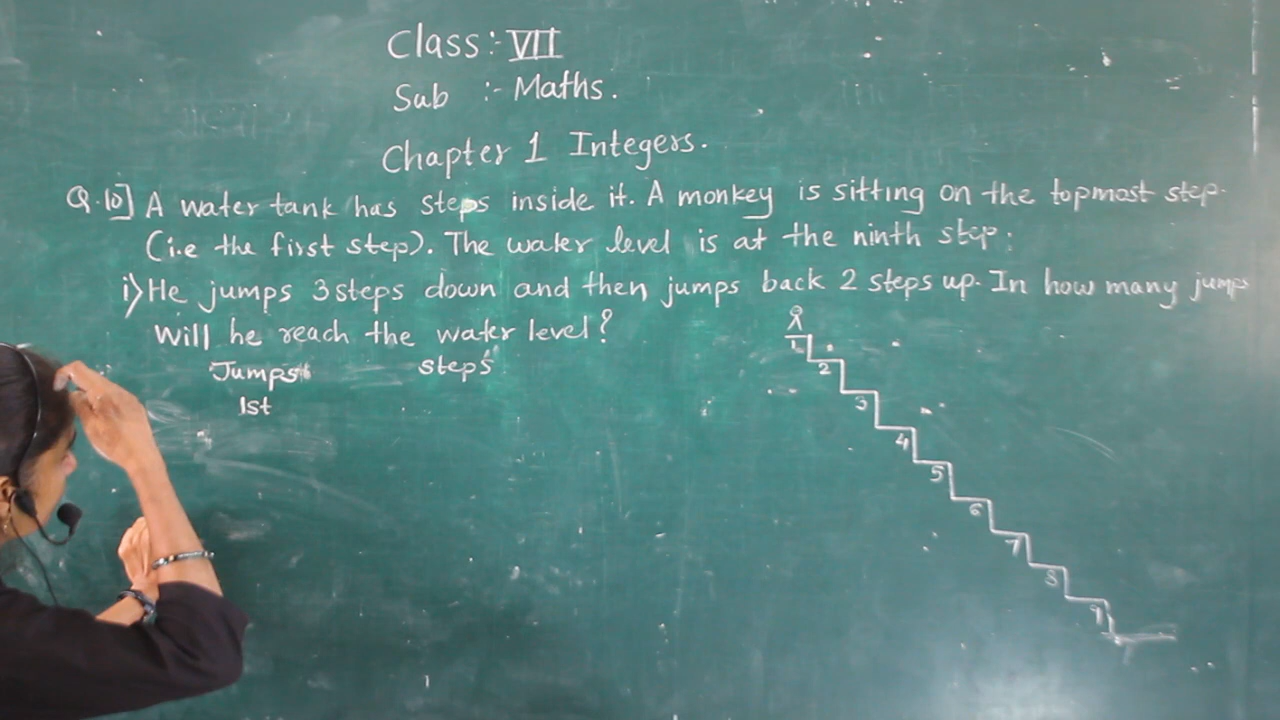 Class:- VII
Sub :- Maths.
Chapter 1 Integers.
Q.10] A water tank has steps inside it. A monkey is sitting on the topmost step.
(i.e the first step). The water level is at the ninth step.
i) He jumps 3 steps down and then jumps back 2 steps up. In how many jumps
will he reach the water level?
Jumps steps
1st
1
2
3
4
5
6
7
8
9